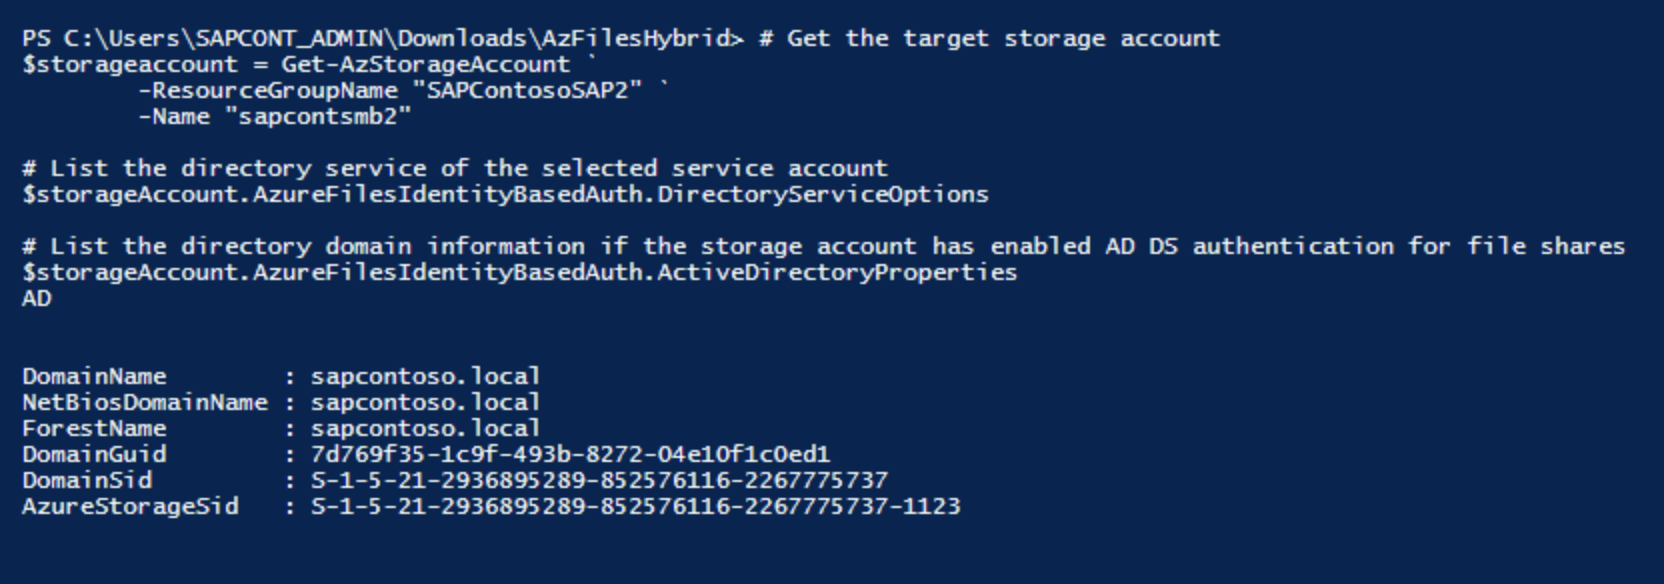 PS C:\Users\SAPCONT_ADMIN\Downloads\AzFilesHybrid> # Get the target storage account
$storageaccount = Get-AzStorageAccount `
        -ResourceGroupName "SAPContosoSAP2" `
        -Name "sapcontsmb2"
# List the directory service of the selected service account
$storageAccount.AzureFilesIdentityBasedAuth.DirectoryServiceOptions
# List the directory domain information if the storage account has enabled AD DS authentication for file shares
$storageAccount.AzureFilesIdentityBasedAuth.ActiveDirectoryProperties
AD
DomainName        : sapcontoso.local
NetBiosDomainName : sapcontoso.local
ForestName        : sapcontoso.local
DomainGuid        : 7d769f35-1c9f-493b-8272-04e10f1c0ed1
DomainSid         : S-1-5-21-2936895289-852576116-2267775737
AzureStorageSid   : S-1-5-21-2936895289-852576116-2267775737-1123